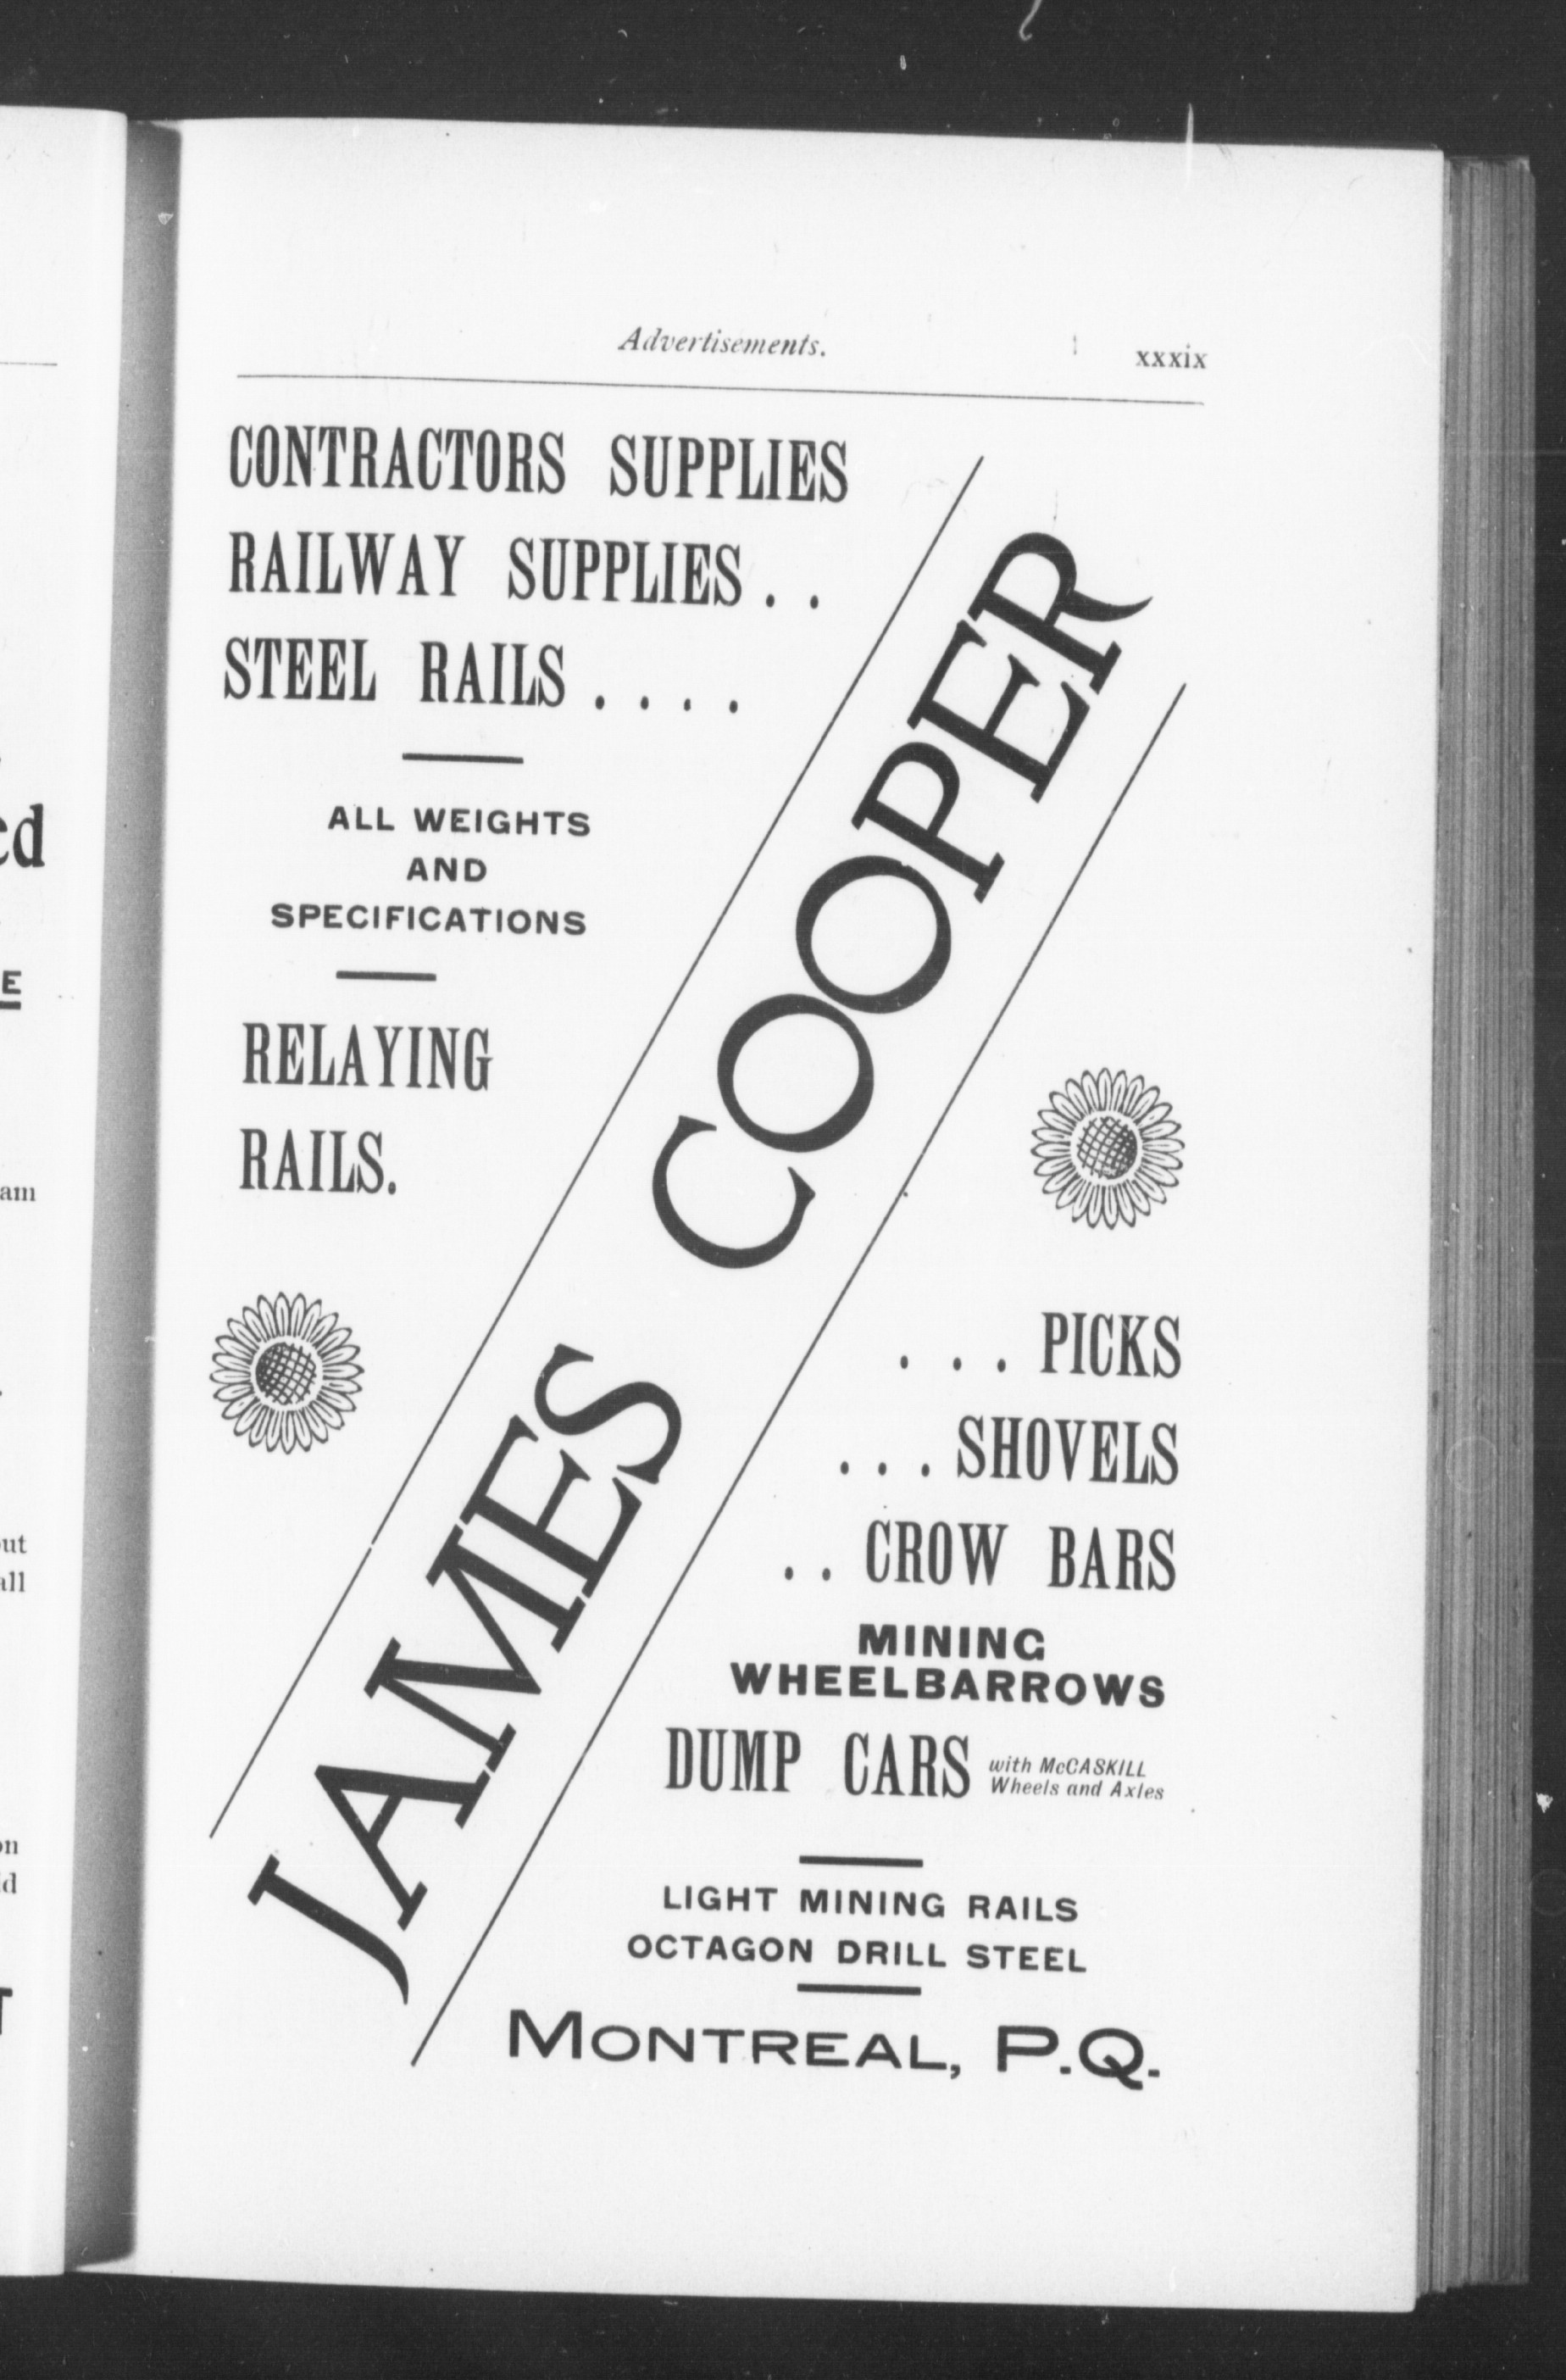 Advertisements. xxxix
CONTRACTORS SUPPLIES
RAILWAY SUPPLIES . .
STEEL RAILS . . . .
ALL WEIGHTS
AND
SPECIFICATIONS
RELAYING
RAILS.
JAMES COOPER
. . . PICKS
. . . SHOVELS
. . CROW BARS
MINING
WHEELBARROWS
DUMP CARS with McCASKILL
Wheels and Axles
LIGHT MINING RAILS
OCTAGON DRILL STEEL
MONTREAL, P.Q.